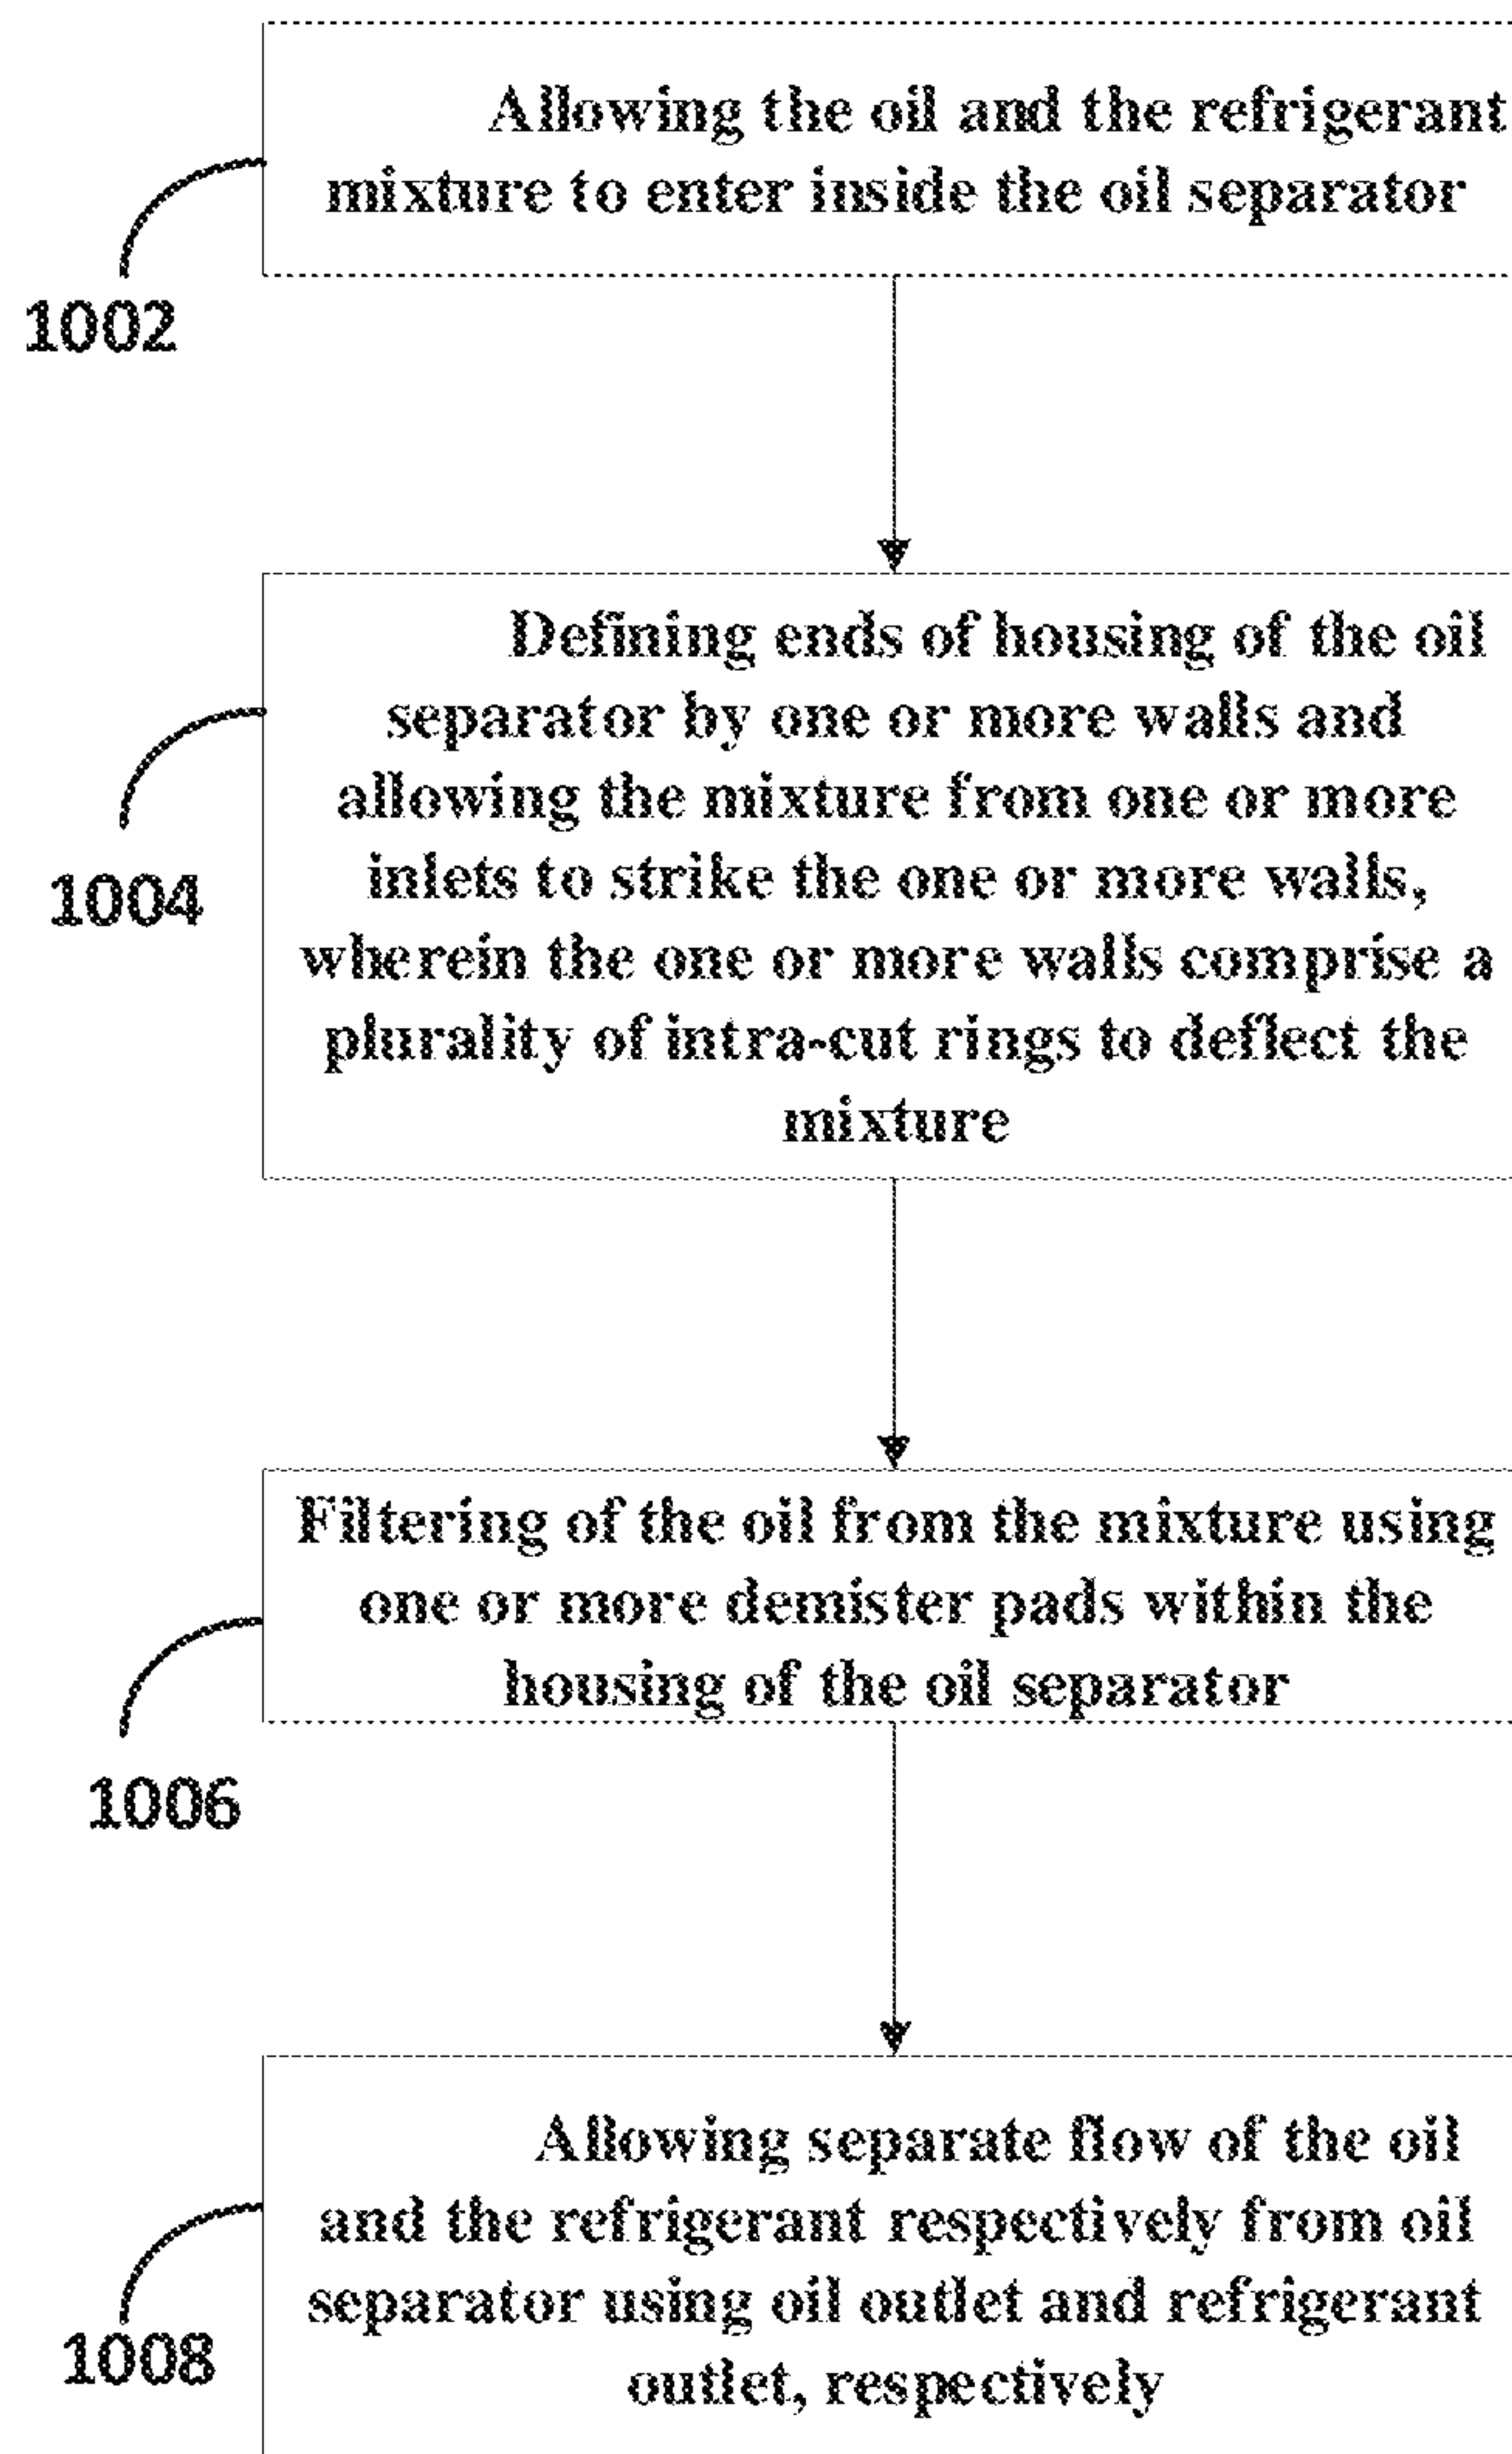 Allowing the oil and the refrigerant
mixture to enter inside the oil separator
1002
Defining ends of housing of the oil
separator by one or more walls and
allowing the mixture from one or more
inlets to strike the one or more walls,
wherein the one or more walls comprise a
plurality of intra-cut rings to deflect the
mixture
1004
Filtering of the oil from the mixture using
one or more demister pads within the
housing of the oil separator
1006
Allowing separate flow of the oil
and the refrigerant respectively from oil
separator using oil outlet and refrigerant
outlet, respectively
1008